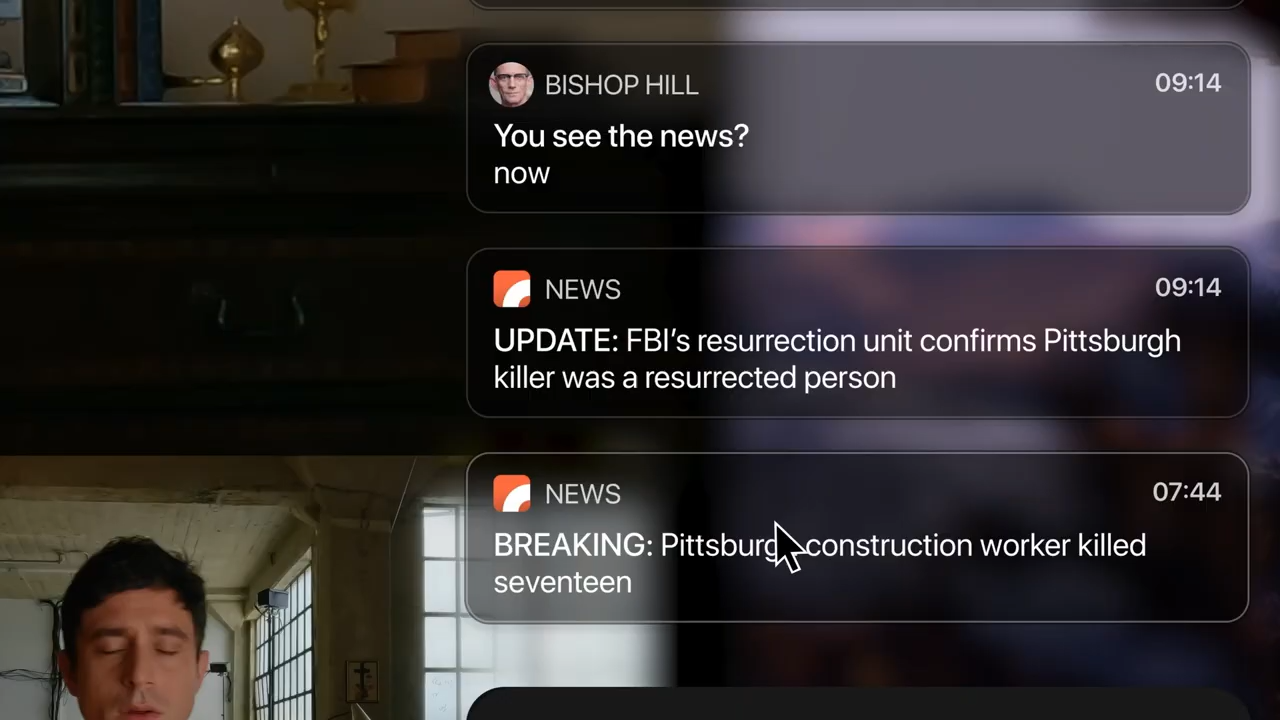 BISHOP HILL
09:14
You see the news?
now
NEWS
09:14
UPDATE: FBI’s resurrection unit confirms Pittsburgh
killer was a resurrected person
NEWS
07:44
BREAKING: Pittsburgh construction worker killed
seventeen